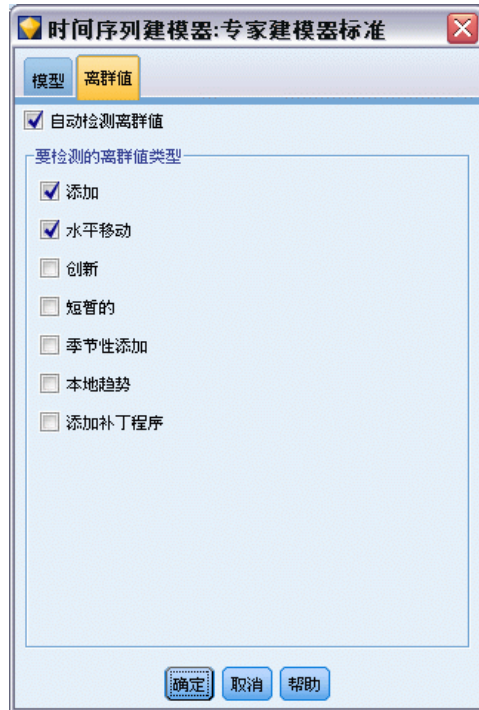 时间序列建模器:专家建模器标准
模型 离群值
自动检测离群值
要检测的离群值类型
添加
水平移动
创新
短暂的
季节性添加
本地趋势
添加补丁程序
确定 取消 帮助